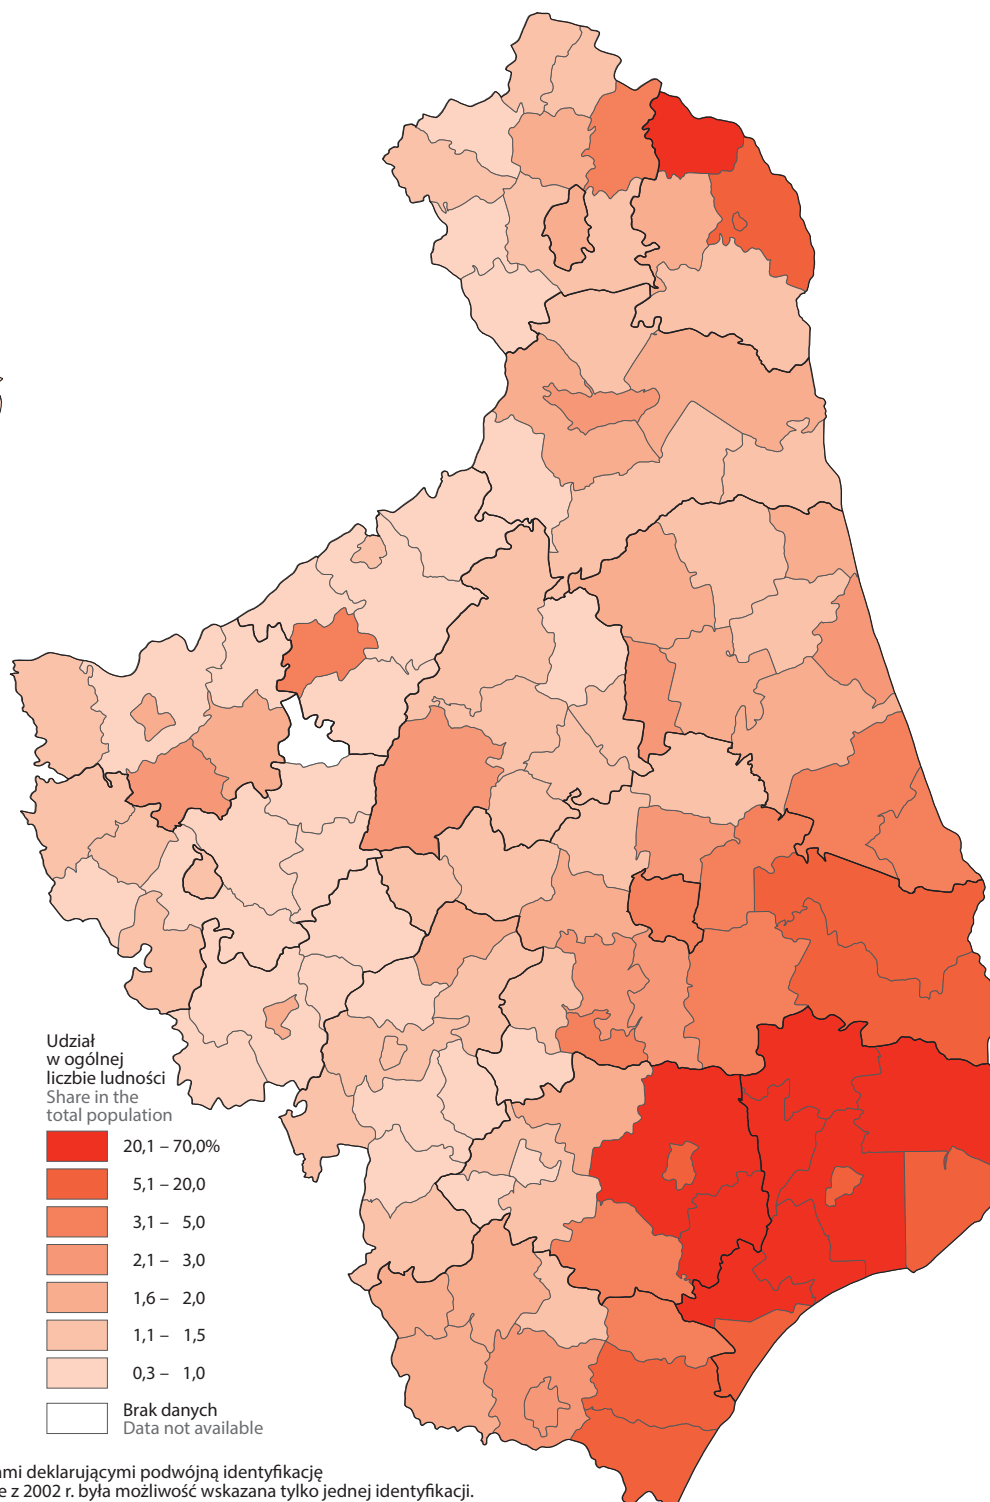 Udział
w ogólnej
liczbie ludności
Share in the
total population
20,1 – 70,0%
5,1 – 20,0
3,1 – 5,0
2,1 – 3,0
1,6 – 2,0
1,1 – 1,5
0,3 – 1,0
Brak danych
Data not available
deklarującymi podwójną identyfikację
z 2002 r. była możliwość wskazana tylko jednej identyfikacji.